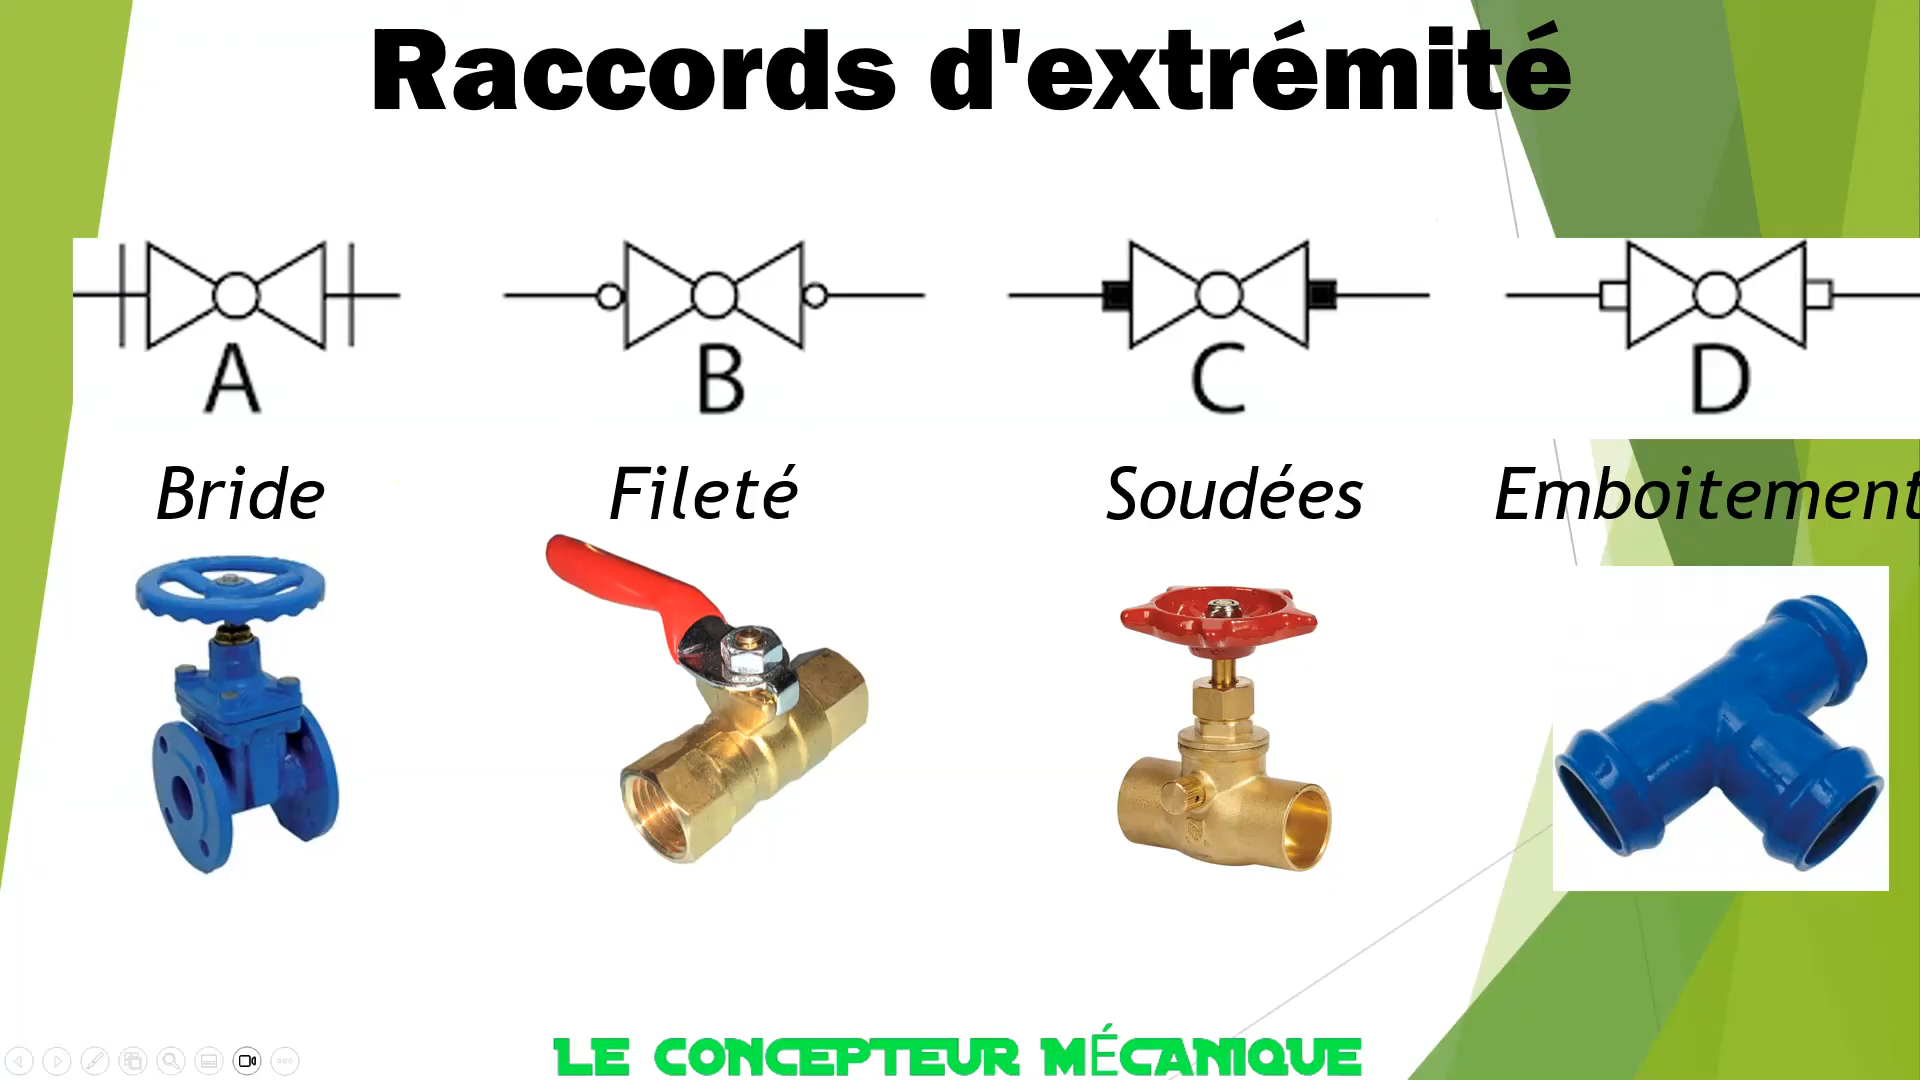 Raccords d'extrémité
A B C D
Bride Fileté Soudées Emboitement
LE CONCEPTEUR MÉCANIQUE